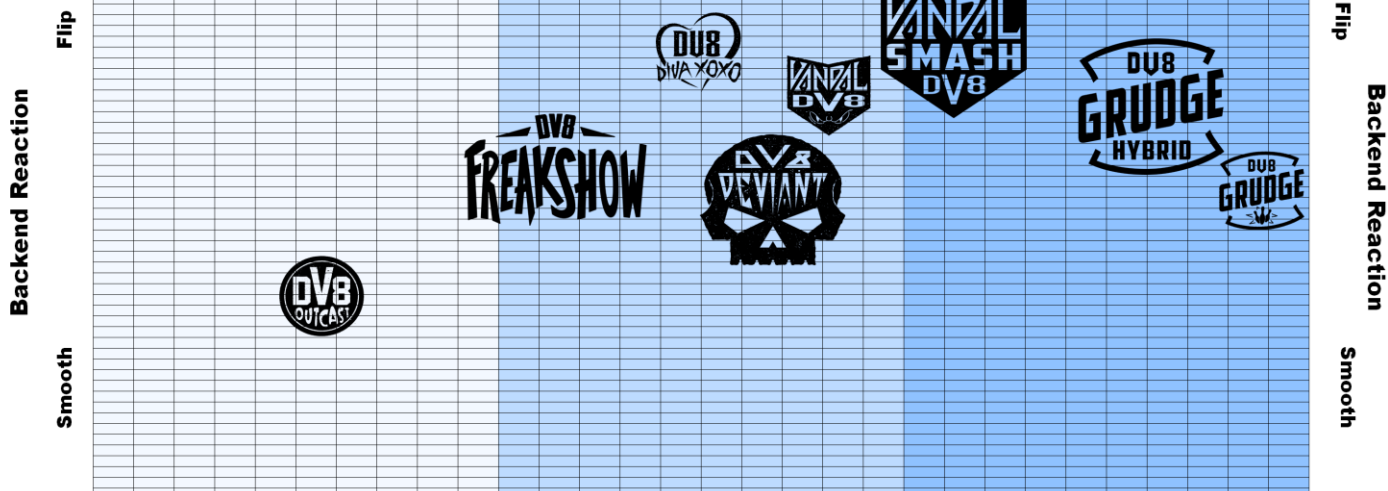 Flip
Backend Reaction
Smooth
DV8
DIVA XOXO
VANDAL
DV8
VANDAL
SMASH
DV8
DV8
GRUDGE
HYBRID
DV8
FREAKSHOW
DV8
DEVIANT
DV8
GRUDGE
DV8
OUTCAST
Flip
Backend Reaction
Smooth